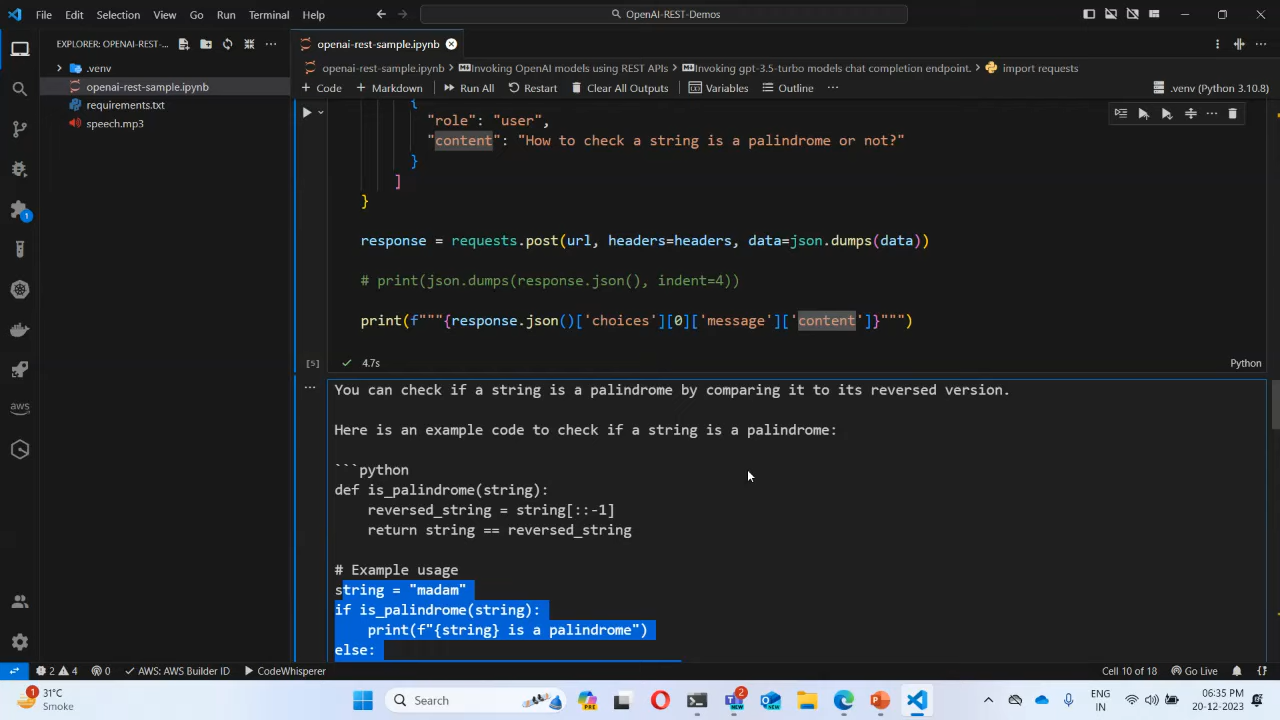 File Edit Selection View Go Run Terminal Help
OpenAI-REST-Demos
EXPLORER: OPENAI-REST-...
openai-rest-sample.ipynb
.venv
openai-rest-sample.ipynb
requirements.txt
speech.mp3
openai-rest-sample.ipynb > Invoking OpenAI models using REST APIs > Invoking gpt-3.5-turbo models chat completion endpoint. > import requests
+ Code + Markdown Run All Restart Clear All Outputs Variables Outline ... .venv (Python 3.10.8)
{
"role": "user",
"content": "How to check a string is a palindrome or not?"
}
]
}
response = requests.post(url, headers=headers, data=json.dumps(data))
# print(json.dumps(response.json(), indent=4))
print(f"""{response.json()['choices'][0]['message']['content']}""")
[5] 4.7s Python
You can check if a string is a palindrome by comparing it to its reversed version.
Here is an example code to check if a string is a palindrome:
```python
def is_palindrome(string):
reversed_string = string[::-1]
return string == reversed_string
# Example usage
string = "madam"
if is_palindrome(string):
print(f"{string} is a palindrome")
else:
1
aws
2 4 0 AWS: AWS Builder ID CodeWhisperer Cell 10 of 18 Go Live
31°C
Smoke
Search
PRE
2
NEW
NEW
ENG
IN
06:35 PM
20-12-2023